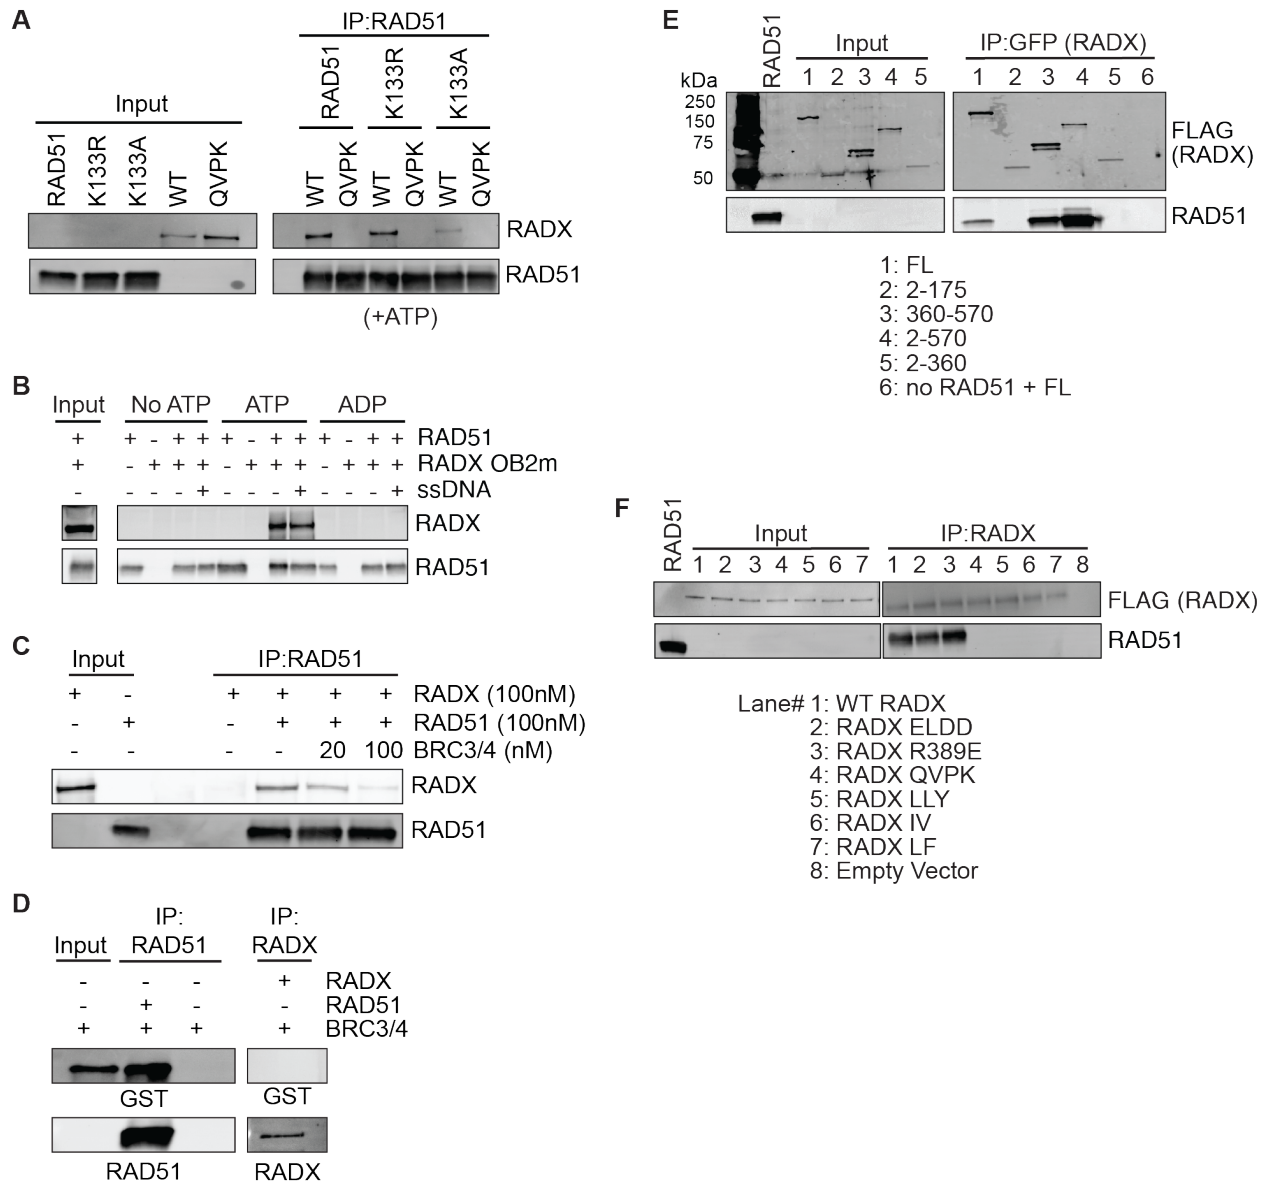 A
IP:RAD51
Input
RAD51 K133R K133A
RAD51 K133R K133A WT QVPK
WT QVPK WT QVPK WT QVPK
RADX
RAD51
(+ATP)
B
Input No ATP ATP ADP
+ + - + + + - + + + - + + RAD51
+ - + + + - + + + - + + + RADX OB2m
- - - - + - - - + - - - + ssDNA
RADX
RAD51
C
Input IP:RAD51
+ - + + + + RADX (100nM)
- + - + + + RAD51 (100nM)
- - - - 20 100 BRC3/4 (nM)
RADX
RAD51
D
IP: IP:
Input RAD51 RADX
- - - + RADX
- + - - RAD51
+ + + + BRC3/4
GST GST
RAD51 RADX
E
RAD51
Input IP:GFP (RADX)
kDa 1 2 3 4 5 1 2 3 4 5 6
250
150
75
50
FLAG
(RADX)
RAD51
1: FL
2: 2-175
3: 360-570
4: 2-570
5: 2-360
6: no RAD51 + FL
F
RAD51
Input IP:RADX
1 2 3 4 5 6 7 1 2 3 4 5 6 7 8
FLAG (RADX)
RAD51
Lane# 1: WT RADX
2: RADX ELDD
3: RADX R389E
4: RADX QVPK
5: RADX LLY
6: RADX IV
7: RADX LF
8: Empty Vector